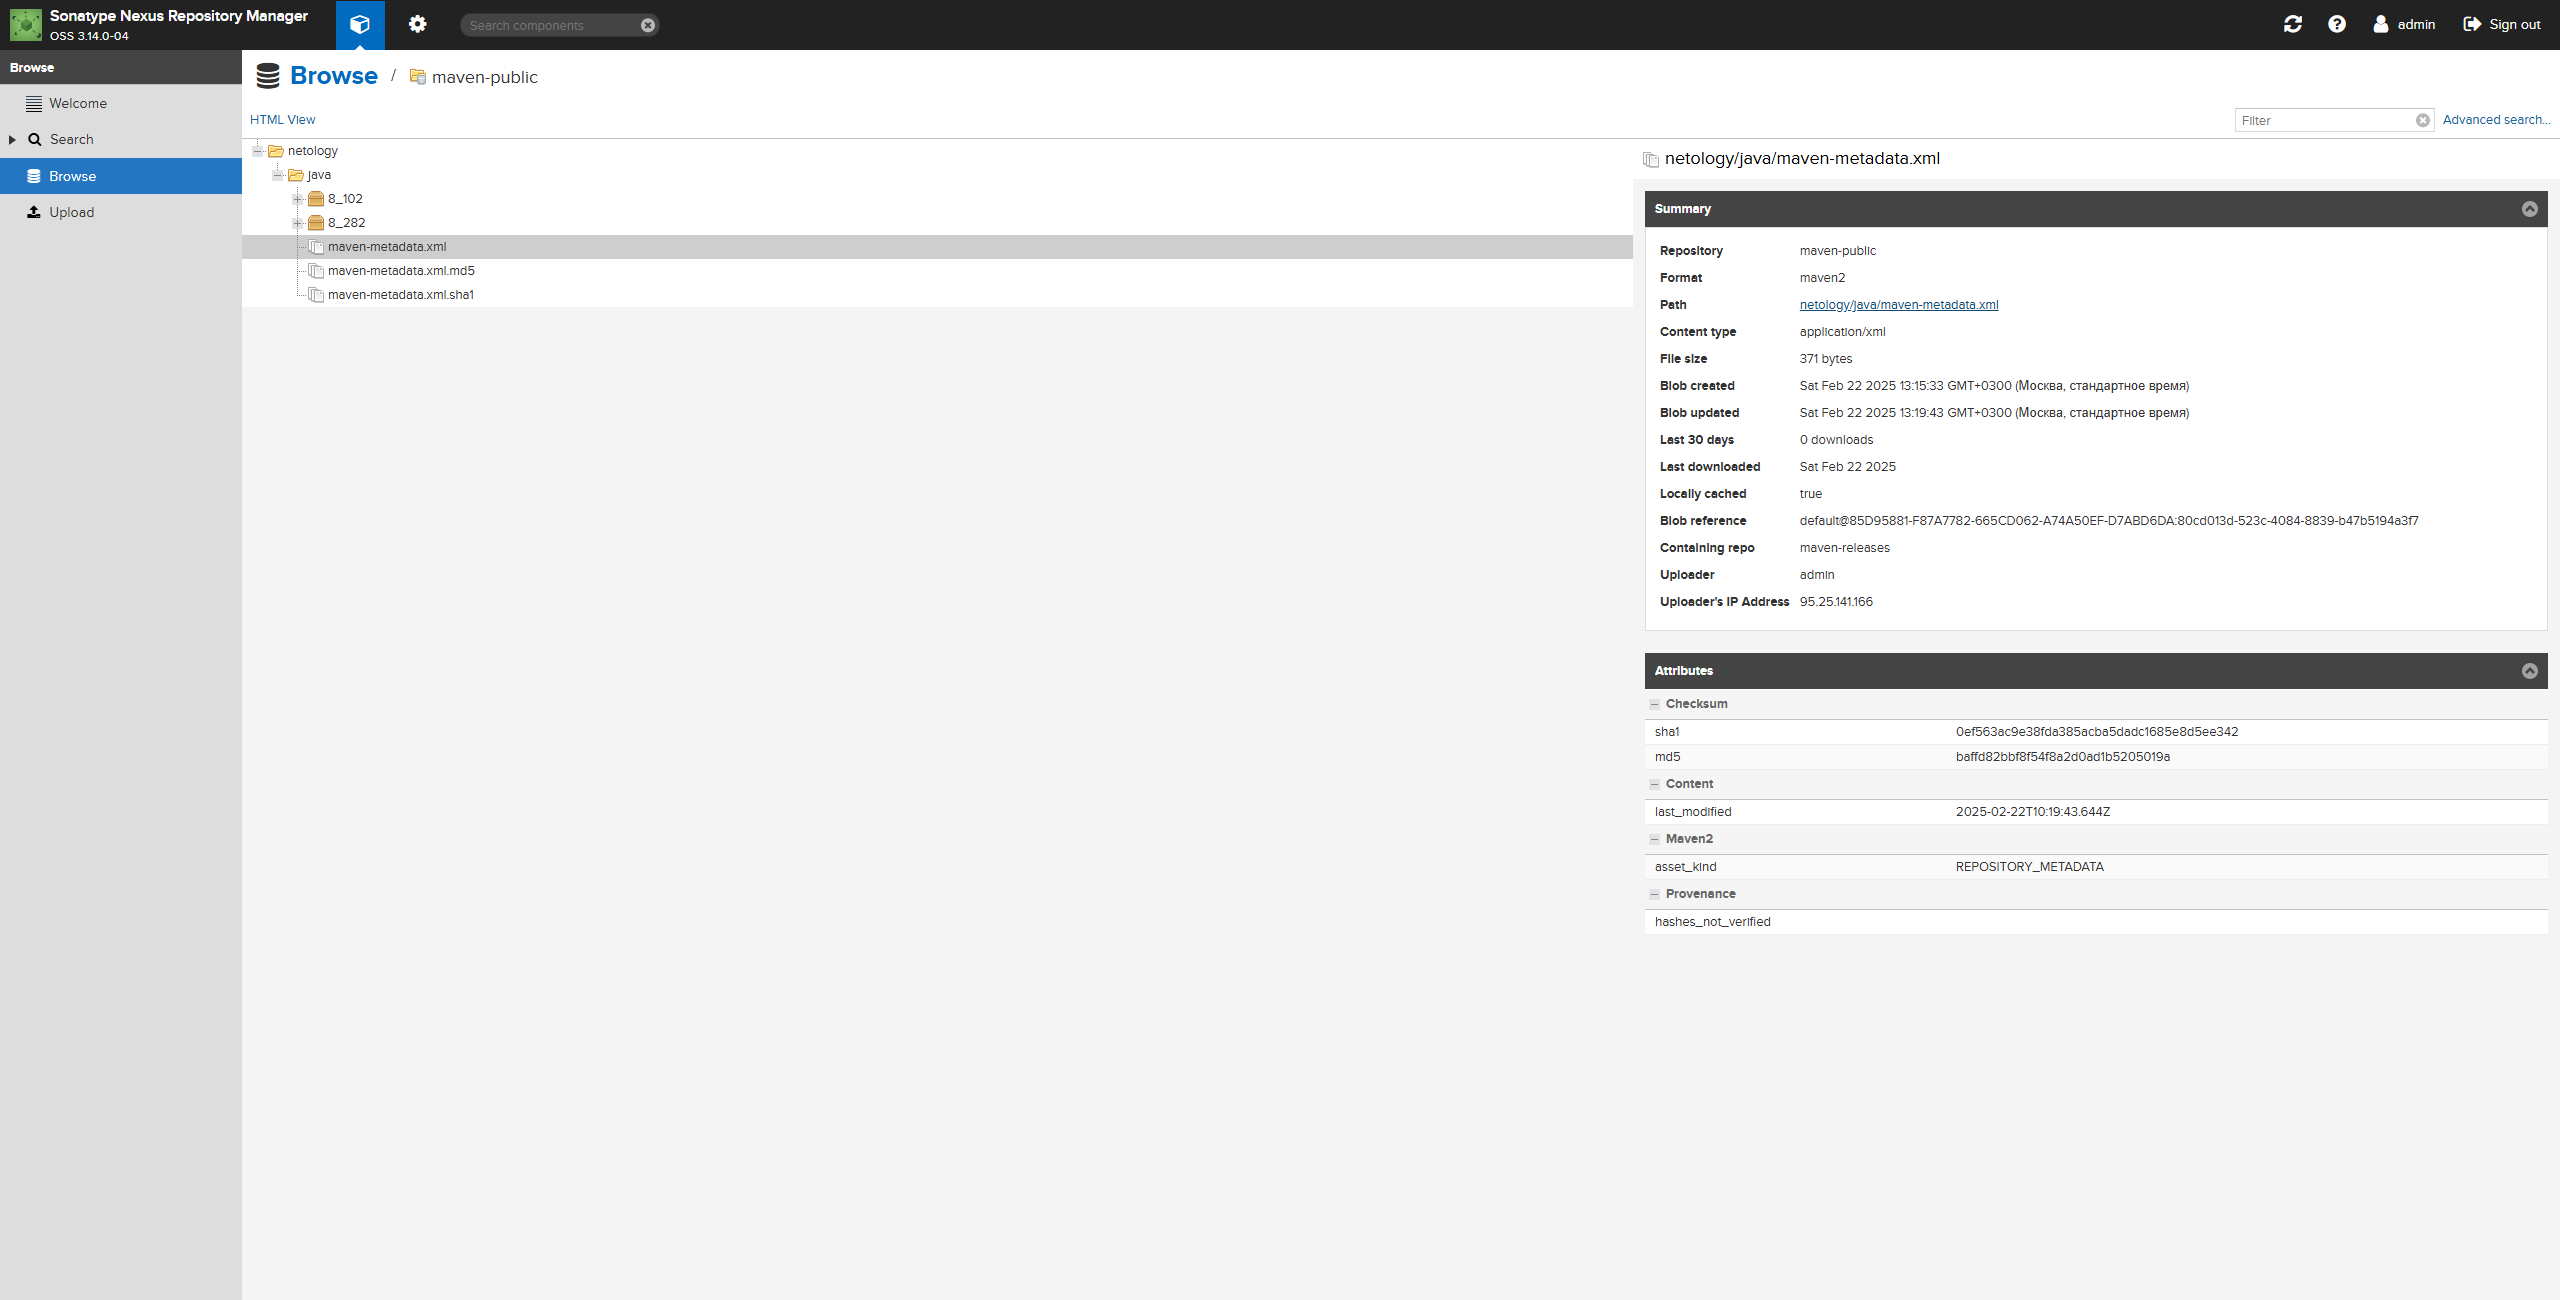 Sonatype Nexus Repository Manager
OSS 3.14.0-04
Search components
admin
Sign out
Browse
Welcome
Search
Browse
Upload
Browse / maven-public
HTML View
Filter
Advanced search...
netology
java
8_102
8_282
maven-metadata.xml
maven-metadata.xml.md5
maven-metadata.xml.sha1
netology/java/maven-metadata.xml
Summary
Repository maven-public
Format maven2
Path netology/java/maven-metadata.xml
Content type application/xml
File size 371 bytes
Blob created Sat Feb 22 2025 13:15:33 GMT+0300 (Москва, стандартное время)
Blob updated Sat Feb 22 2025 13:19:43 GMT+0300 (Москва, стандартное время)
Last 30 days 0 downloads
Last downloaded Sat Feb 22 2025
Locally cached true
Blob reference default@85D95881-F87A7782-665CD062-A74A50EF-D7ABD6DA:80cd013d-523c-4084-8839-b47b5194a3f7
Containing repo maven-releases
Uploader admin
Uploader's IP Address 95.25.141.166
Attributes
Checksum
sha1 0ef563ac9e38fda385acba5dadc1685e8d5ee342
md5 baffd82bbf8f54f8a2d0ad1b5205019a
Content
last_modified 2025-02-22T10:19:43.644Z
Maven2
asset_kind REPOSITORY_METADATA
Provenance
hashes_not_verified